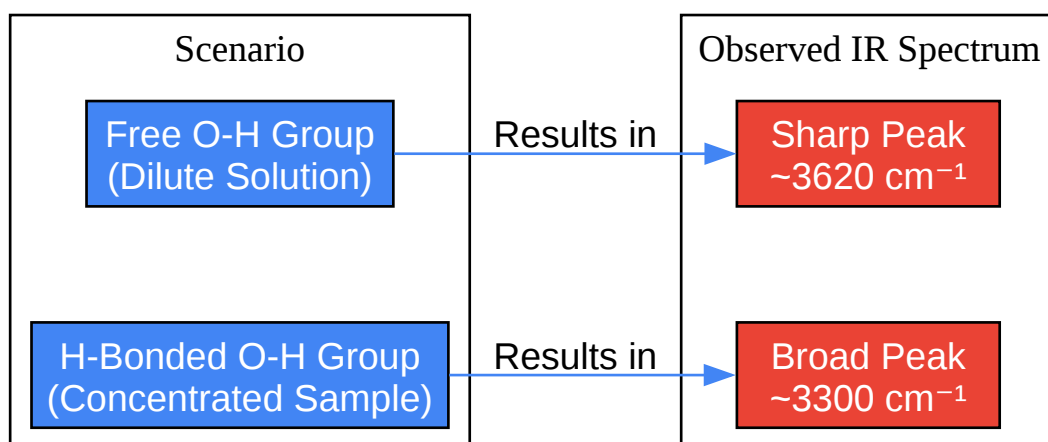 Scenario
Observed IR Spectrum
Free O-H Group
(Dilute Solution)
Results in
Sharp Peak
~3620 cm⁻¹
H-Bonded O-H Group
(Concentrated Sample)
Results in
Broad Peak
~3300 cm⁻¹